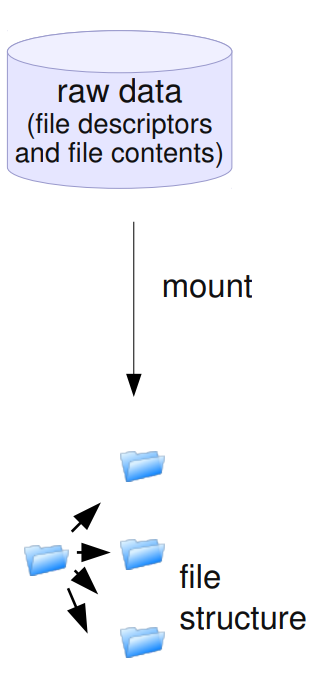 raw data
(file descriptors
and file contents)
mount
file
structure